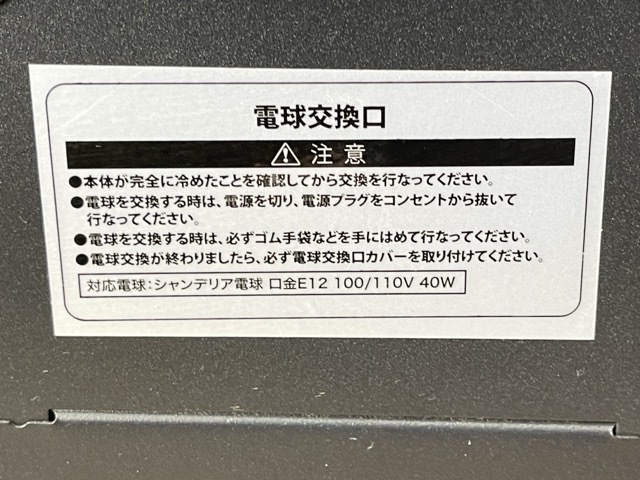 電球交換口
注意
●本体が完全に冷めたことを確認してから交換を行なってください。
●電球を交換する時は、電源を切り、電源プラグをコンセントから抜いて
行なってください。
●電球を交換する時は、必ずゴム手袋などを手にはめて行なってください。
●電球交換が終わりましたら、必ず電球交換口カバーを取り付けてください。
対応電球：シャンデリア電球 口金E12 100/110V 40W